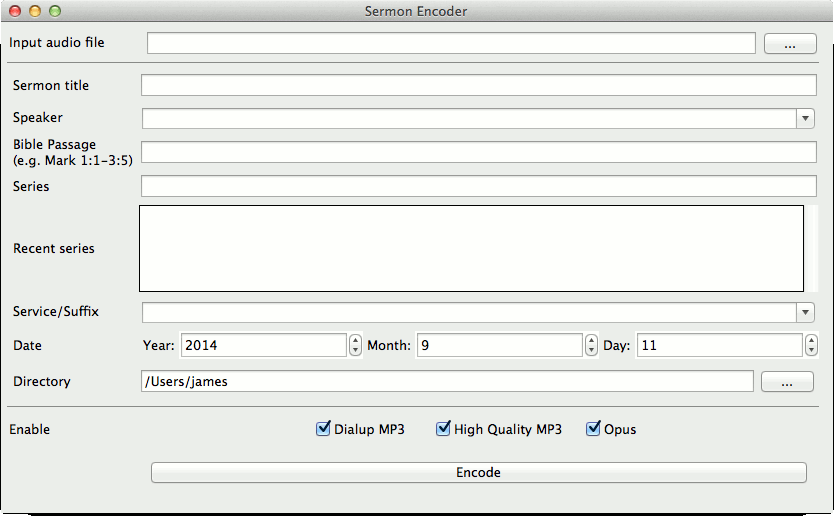 Sermon Encoder
Input audio file
...
Sermon title
Speaker
Bible Passage
(e.g. Mark 1:1-3:5)
Series
Recent series
Service/Suffix
Date Year: 2014 Month: 9 Day: 11
Directory /Users/james ...
Enable Dialup MP3 High Quality MP3 Opus
Encode